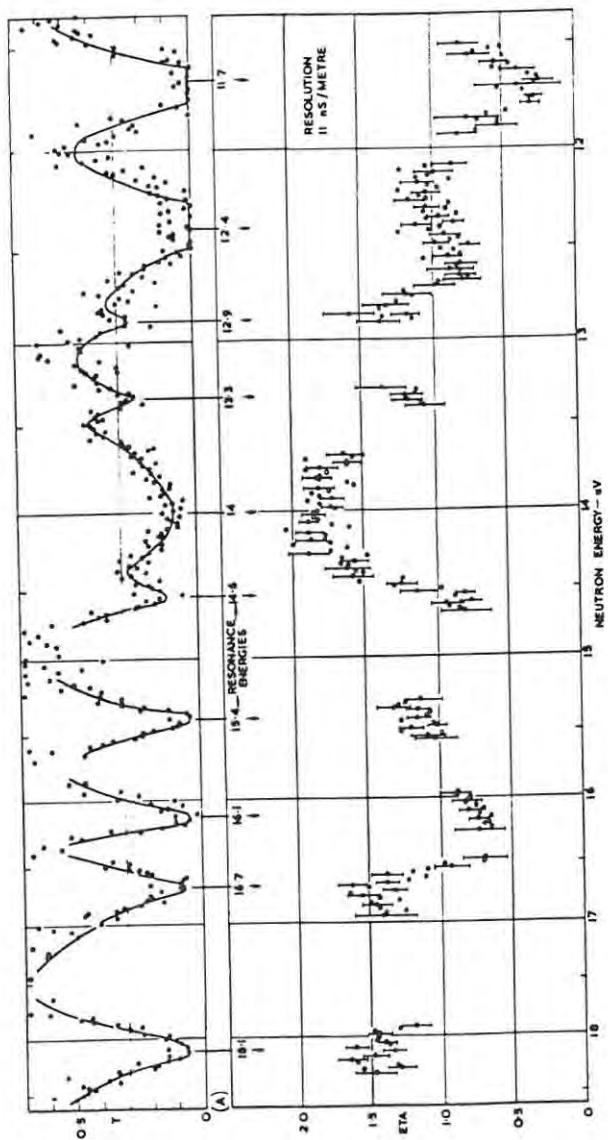 0·5
T
0
(A)
18·1 16·7 16·1 15·4 RESONANCE 14·5 14 12·3 12·9 12·4 11·7
ENERGIES
RESOLUTION
11 nS/METRE
2·0
1·5
ETA
1·0
0·5
0
18 17 16 15 14 13 12
NEUTRON ENERGY — eV